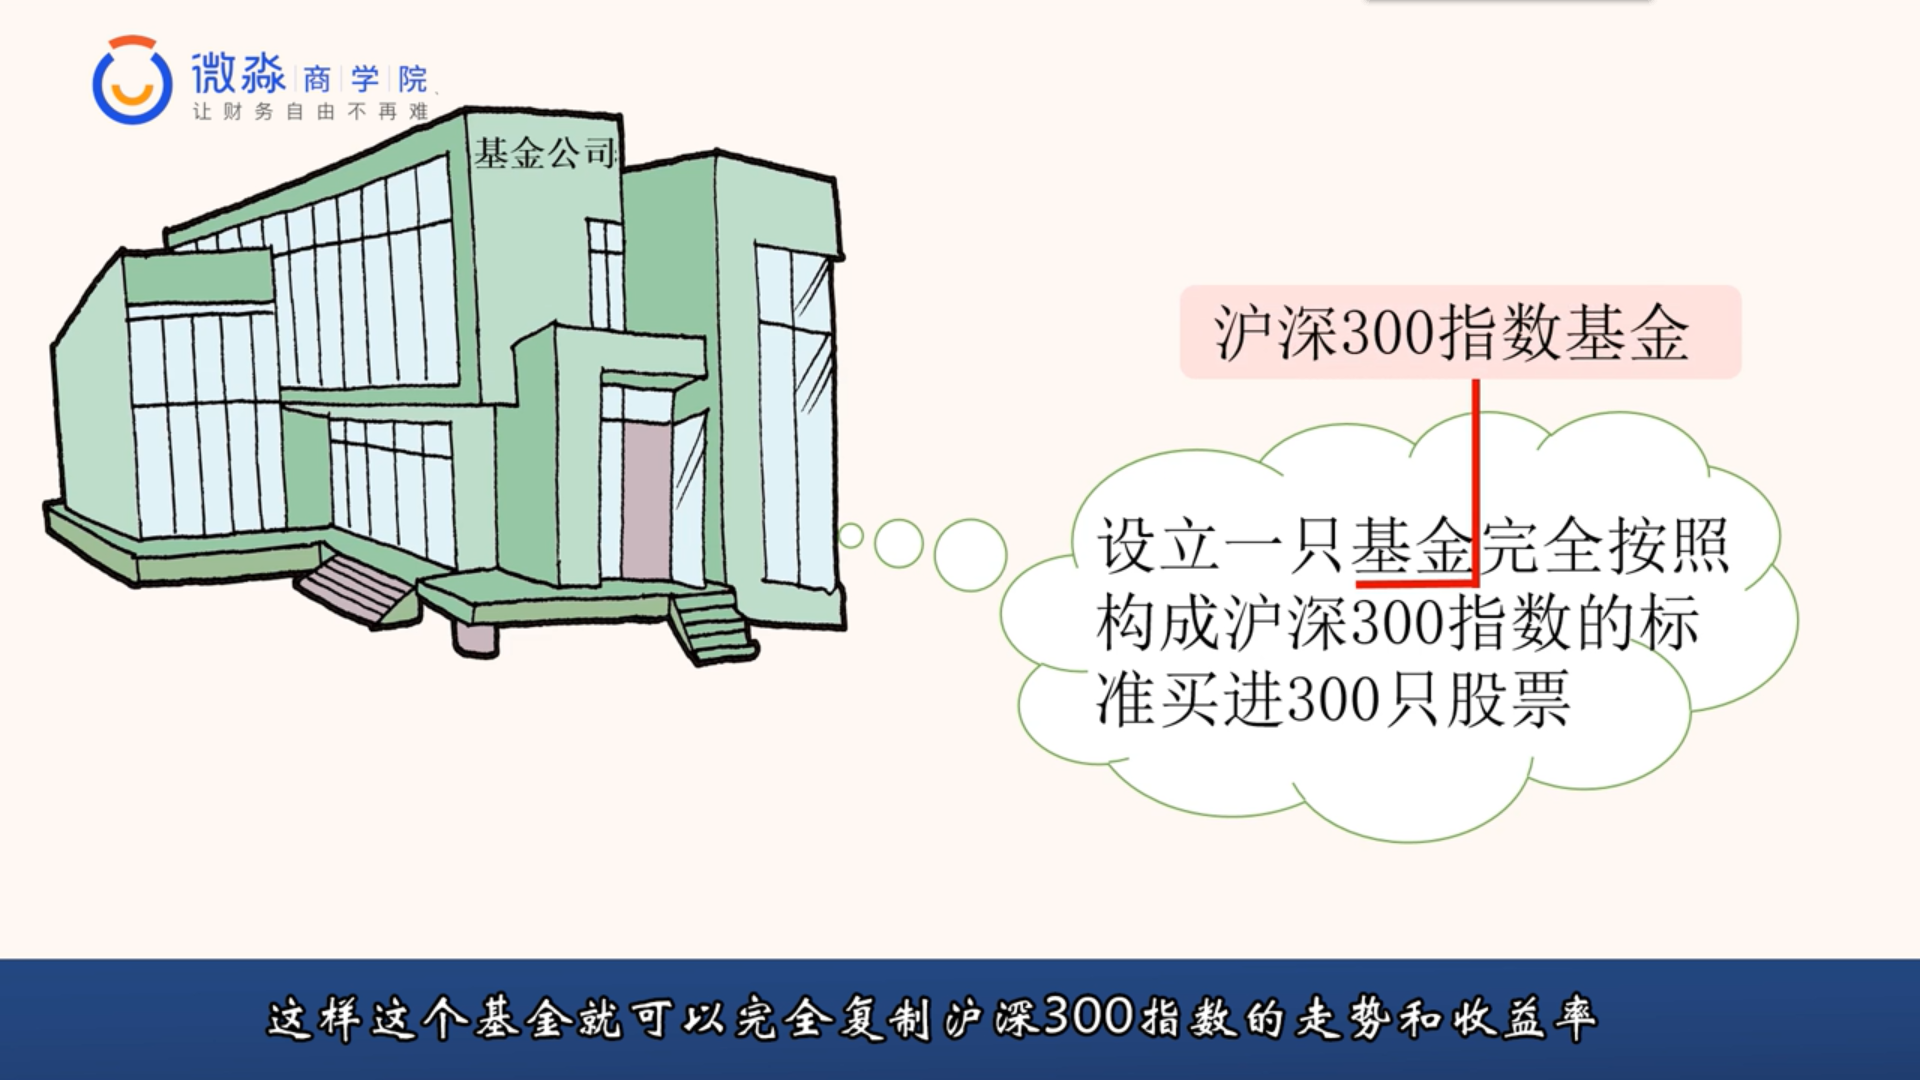 微淼商学院
让财务自由不再难
基金公司
沪深300指数基金
设立一只基金完全按照
构成沪深300指数的标
准买进300只股票
这样这个基金就可以完全复制沪深300指数的走势和收益率